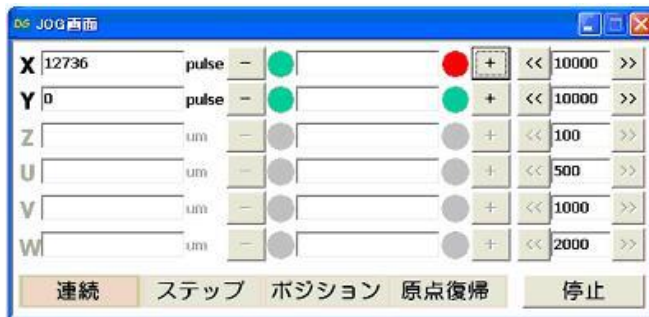 DS JOG画面
X 12736 pulse - + << 10000 >>
Y 0 pulse - + << 10000 >>
Z um - + << 100 >>
U um - + << 500 >>
V um - + << 1000 >>
W um - + << 2000 >>
連続 ステップ ポジション 原点復帰 停止